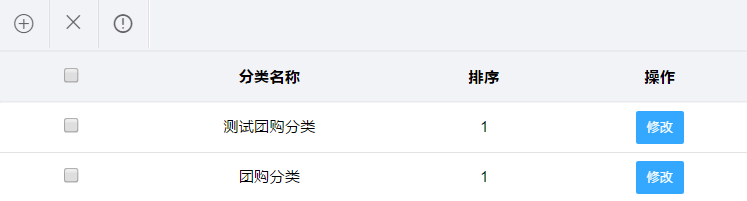 分类名称 排序 操作
测试团购分类 1 修改
团购分类 1 修改